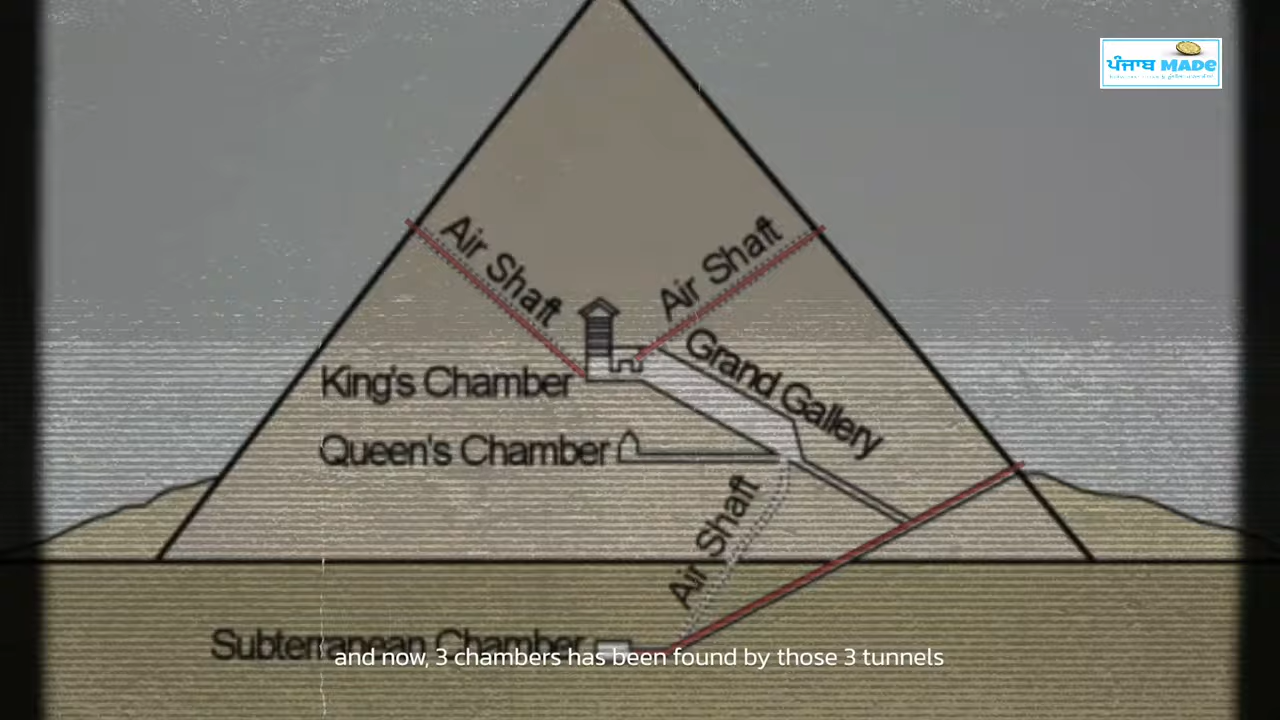 ਪੰਜਾਬ MADE
Air Shaft
Air Shaft
Grand Gallery
King's Chamber
Queen's Chamber
Air Shaft
Subterranean Chamber
and now, 3 chambers has been found by those 3 tunnels